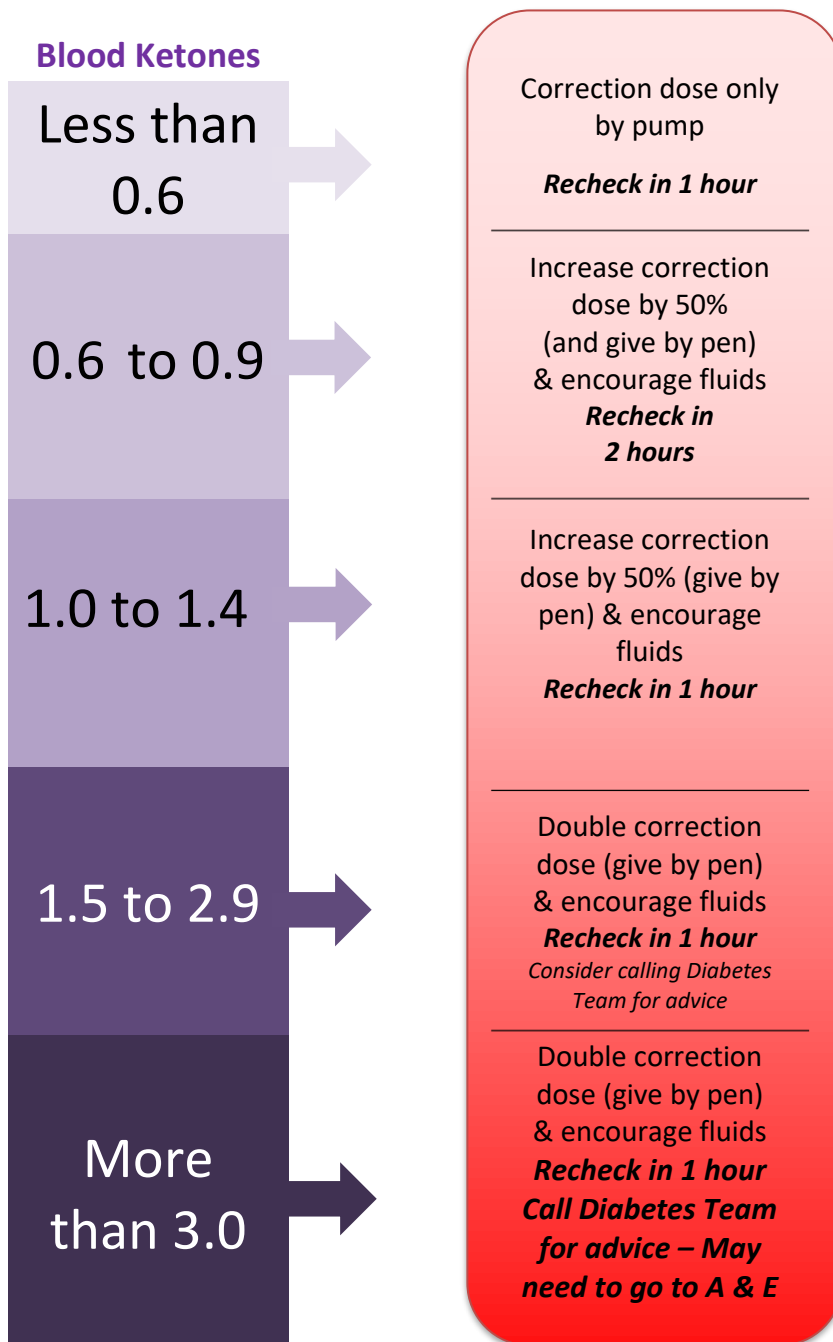 Blood Ketones
Less than
0.6
Correction dose only
by pump
Recheck in 1 hour
0.6 to 0.9
Increase correction
dose by 50%
(and give by pen)
& encourage fluids
Recheck in
2 hours
1.0 to 1.4
Increase correction
dose by 50% (give by
pen) & encourage
fluids
Recheck in 1 hour
1.5 to 2.9
Double correction
dose (give by pen)
& encourage fluids
Recheck in 1 hour
Consider calling Diabetes
Team for advice
More
than 3.0
Double correction
dose (give by pen)
& encourage fluids
Recheck in 1 hour
Call Diabetes Team
for advice – May
need to go to A & E